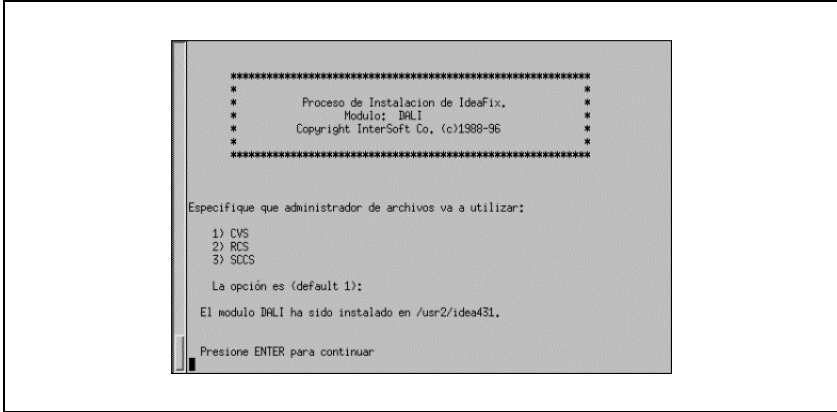 ************************************************************
* *
* Proceso de Instalacion de IdeaFix. *
* Modulo: DALI *
* Copyright InterSoft Co. (c)1988-96 *
* *
************************************************************
Especifique que administrador de archivos va a utilizar:
1) CVS
2) RCS
3) SCCS
La opción es (default 1):
El modulo DALI ha sido instalado en /usr2/idea431.
Presione ENTER para continuar